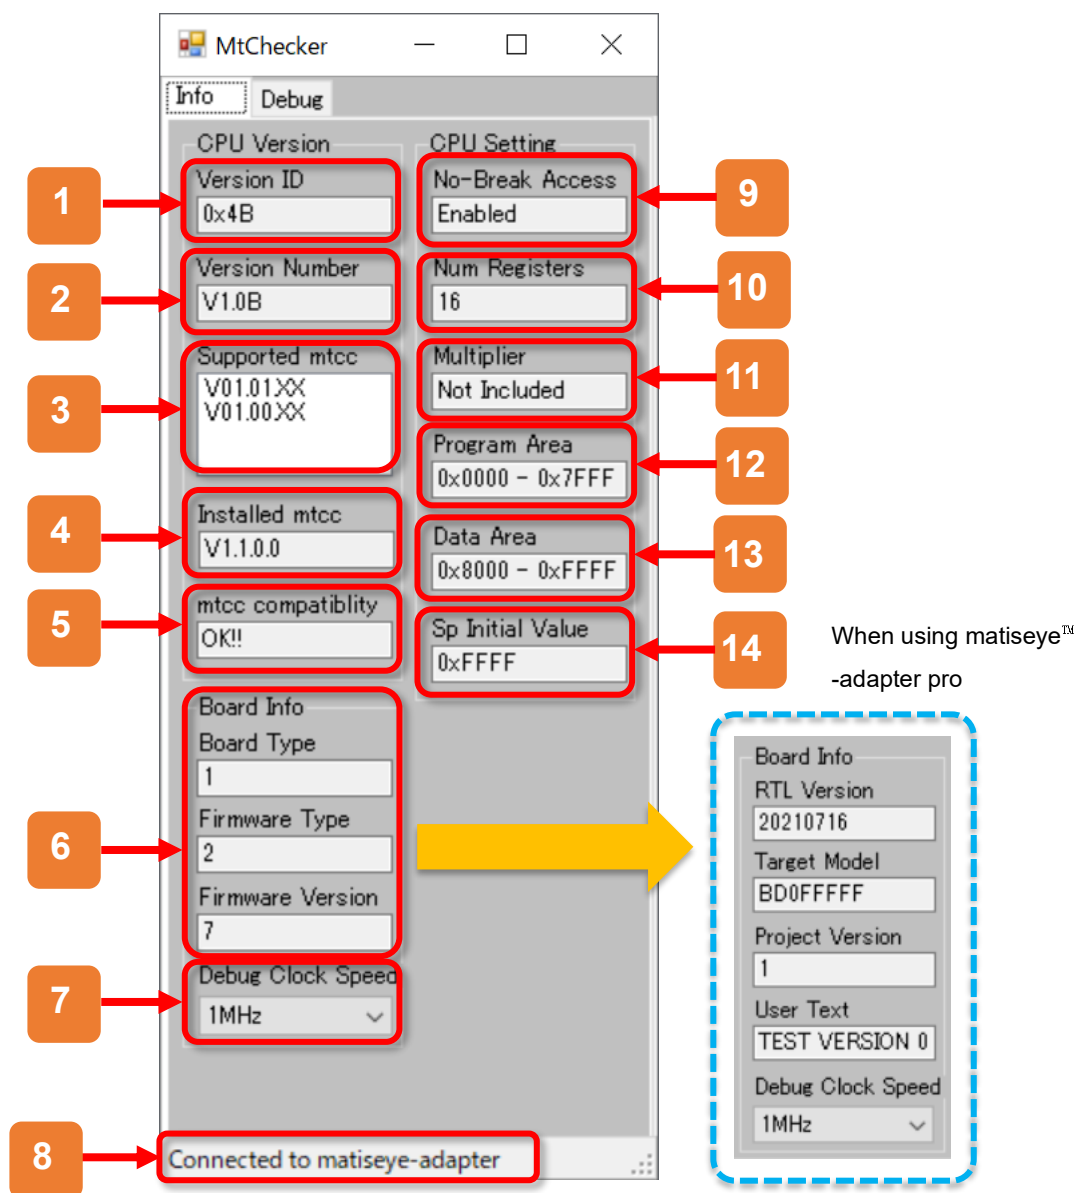 MtChecker
Info Debug
CPU Version
1
Version ID
0x4B
2
Version Number
V1.0B
3
Supported mtcc
V01.01XX
V01.00XX
4
Installed mtcc
V1.1.0.0
5
mtcc compatiblity
OK!!
6
Board Info
Board Type
1
Firmware Type
2
Firmware Version
7
7
Debug Clock Speed
1MHz
8
Connected to matiseye-adapter
CPU Setting
No-Break Access
Enabled
9
Num Registers
16
10
Multiplier
Not Included
11
Program Area
0x0000 - 0x7FFF
12
Data Area
0x8000 - 0xFFFF
13
Sp Initial Value
0xFFFF
14
When using matiseye™
-adapter pro
Board Info
RTL Version
20210716
Target Model
BD0FFFFF
Project Version
1
User Text
TEST VERSION 0
Debug Clock Speed
1MHz